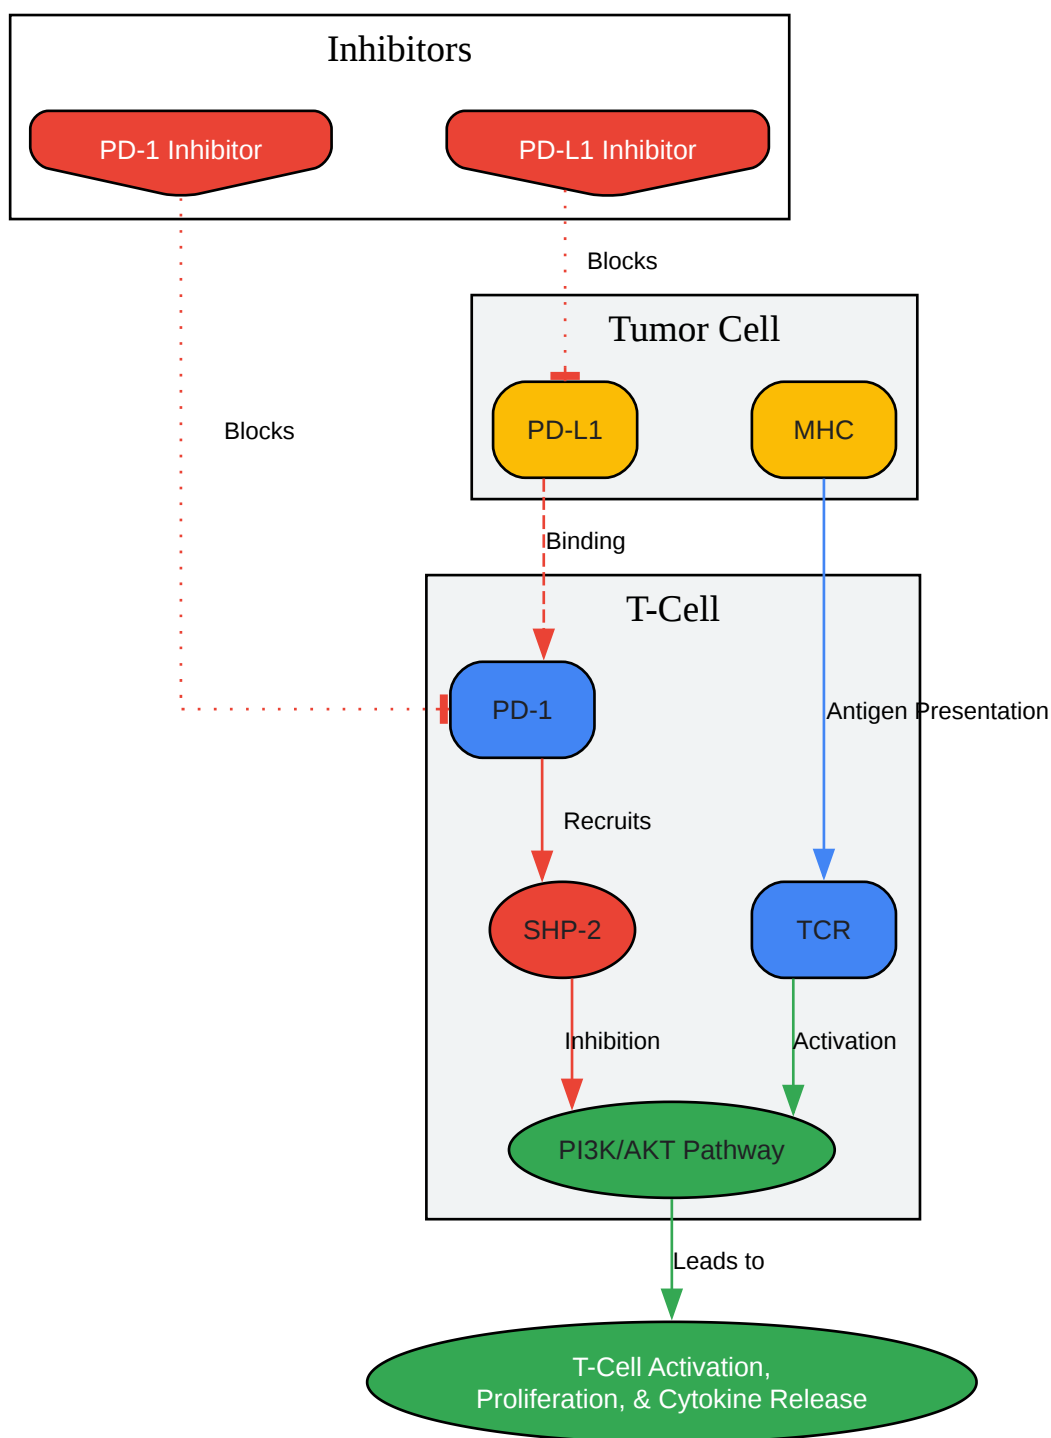 Inhibitors
PD-1 Inhibitor
PD-L1 Inhibitor
Blocks
Tumor Cell
PD-L1
MHC
Blocks
Binding
T-Cell
PD-1
Antigen Presentation
Recruits
SHP-2
TCR
Inhibition
Activation
PI3K/AKT Pathway
Leads to
T-Cell Activation,
Proliferation, & Cytokine Release